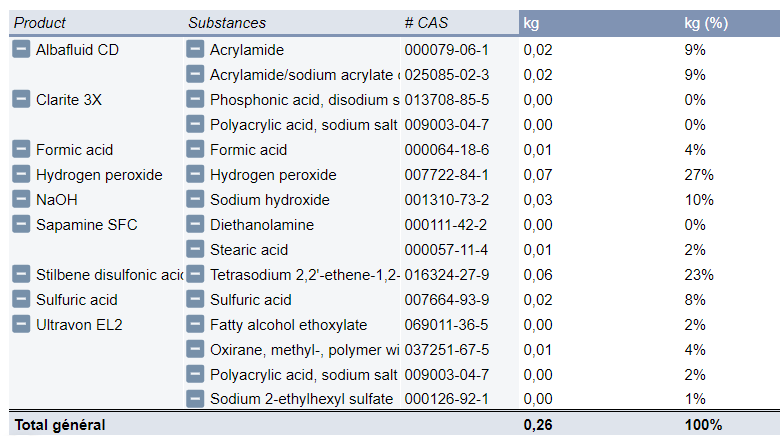 Product Substances # CAS kg kg (%)
Albafluid CD Acrylamide 000079-06-1 0,02 9%
Acrylamide/sodium acrylate c 025085-02-3 0,02 9%
Clarite 3X Phosphonic acid, disodium s 013708-85-5 0,00 0%
Polyacrylic acid, sodium salt 009003-04-7 0,00 0%
Formic acid Formic acid 000064-18-6 0,01 4%
Hydrogen peroxide Hydrogen peroxide 007722-84-1 0,07 27%
NaOH Sodium hydroxide 001310-73-2 0,03 10%
Sapamine SFC Diethanolamine 000111-42-2 0,00 0%
Stearic acid 000057-11-4 0,01 2%
Stilbene disulfonic acid Tetrasodium 2,2'-ethene-1,2- 016324-27-9 0,06 23%
Sulfuric acid Sulfuric acid 007664-93-9 0,02 8%
Ultravon EL2 Fatty alcohol ethoxylate 069011-36-5 0,00 2%
Oxirane, methyl-, polymer wi 037251-67-5 0,01 4%
Polyacrylic acid, sodium salt 009003-04-7 0,00 2%
Sodium 2-ethylhexyl sulfate 000126-92-1 0,00 1%
Total général 0,26 100%